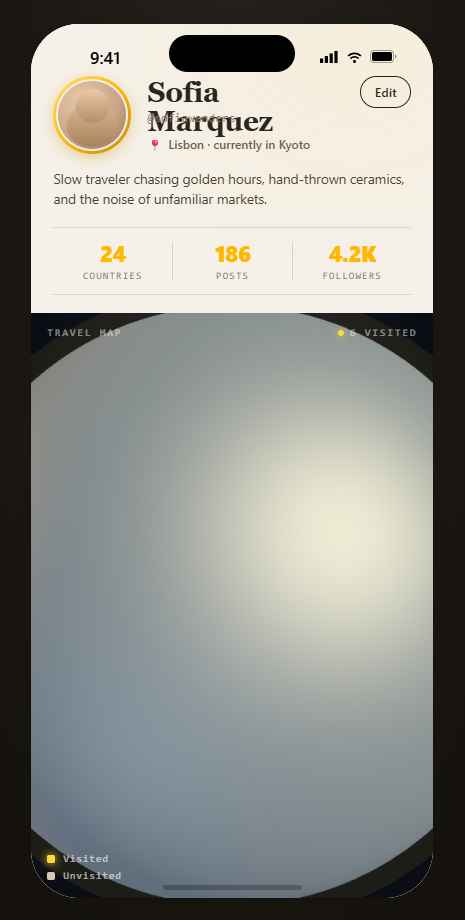 9:41
Sofia
Marquez
Edit
📍 Lisbon · currently in Kyoto
Slow traveler chasing golden hours, hand-thrown ceramics,
and the noise of unfamiliar markets.
24
186
4.2K
COUNTRIES
POSTS
FOLLOWERS
TRAVEL MAP
6 VISITED
Visited
Unvisited